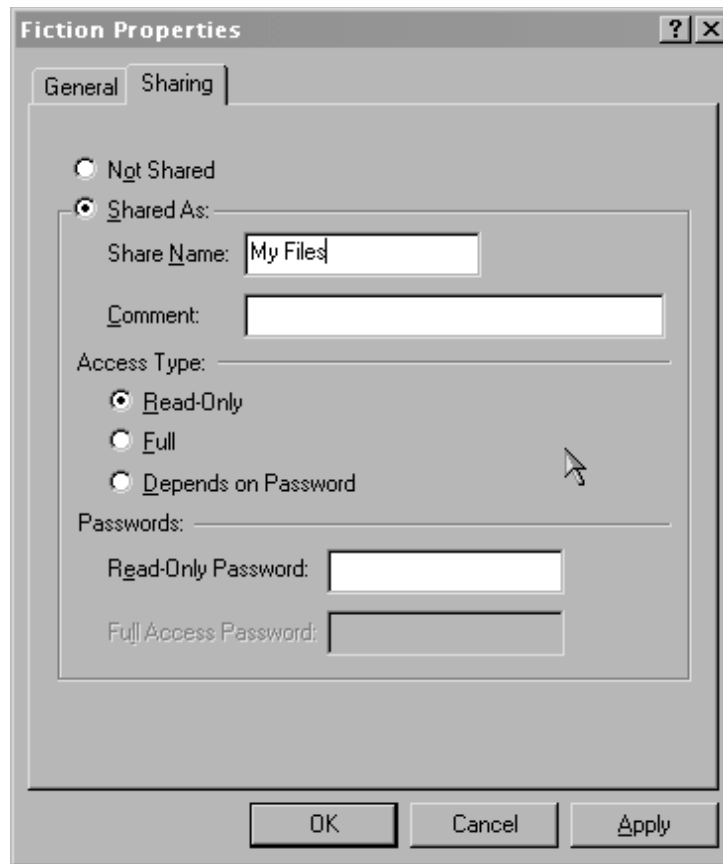 Fiction Properties ? X
General Sharing
Not Shared
Shared As:
Share Name: My Files
Comment:
Access Type:
Read-Only
Full
Depends on Password
Passwords:
Read-Only Password:
Full Access Password:
OK Cancel Apply